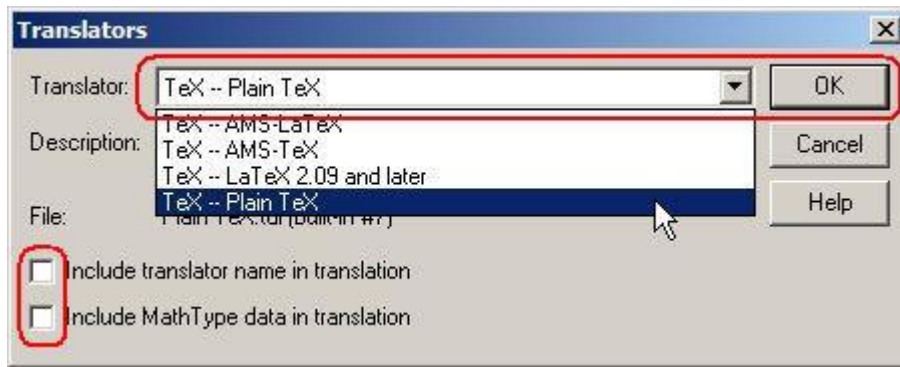 Translators
Translator: TeX -- Plain TeX OK
TeX -- AMS-LaTeX
Description: TeX -- AMS-TeX Cancel
TeX -- LaTeX 2.09 and later
TeX -- Plain TeX Help
File: Plain TeX.tdl (built-in #7)
Include translator name in translation
Include MathType data in translation